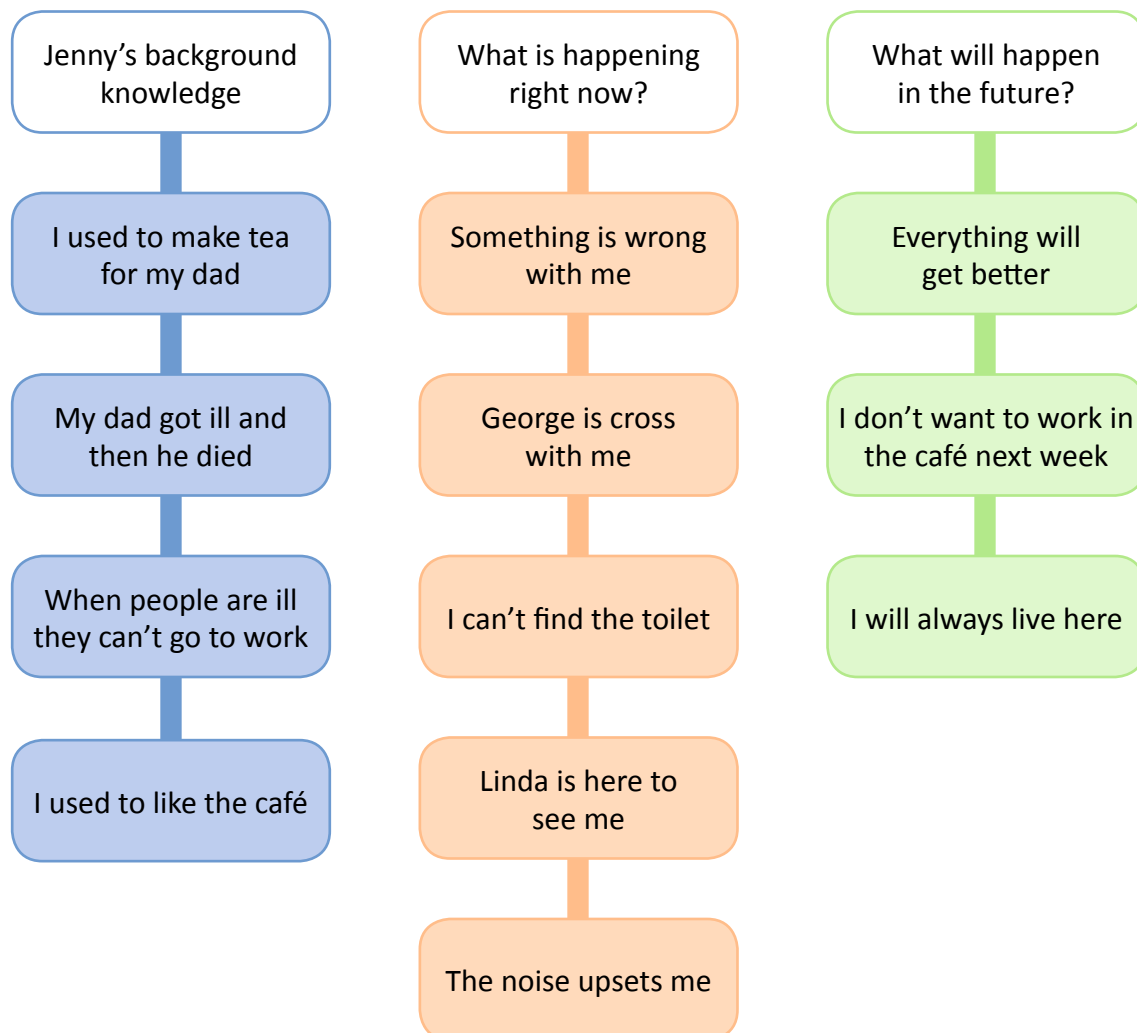 Jenny’s background
knowledge
I used to make tea
for my dad
My dad got ill and
then he died
When people are ill
they can’t go to work
I used to like the café
What is happening
right now?
Something is wrong
with me
George is cross
with me
I can’t find the toilet
Linda is here to
see me
The noise upsets me
What will happen
in the future?
Everything will
get better
I don’t want to work in
the café next week
I will always live here